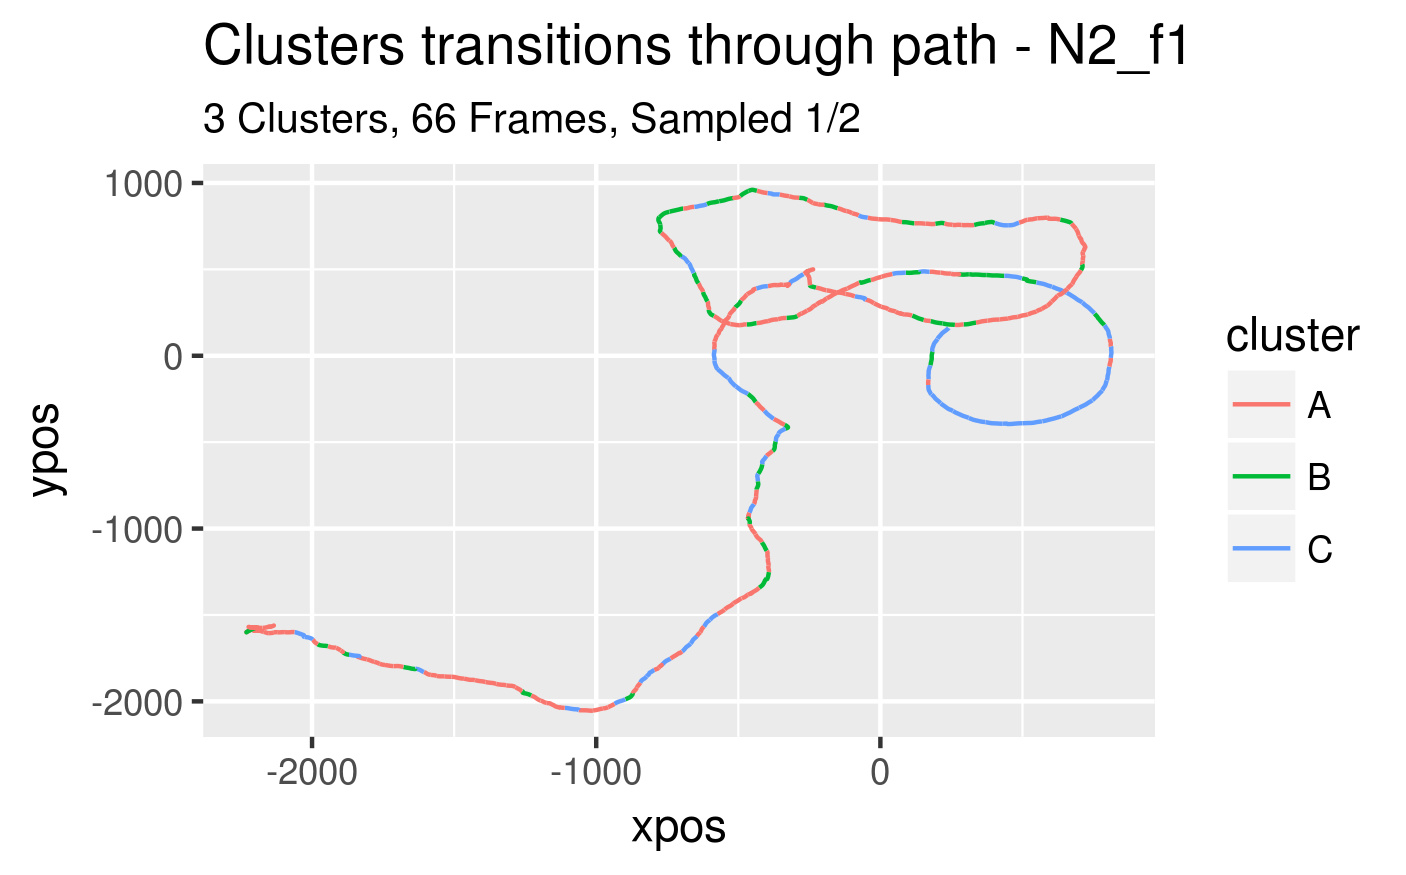 Clusters transitions through path - N2_f1
3 Clusters, 66 Frames, Sampled 1/2
1000
0
-1000
-2000
ypos
-2000
-1000
0
xpos
cluster
A
B
C